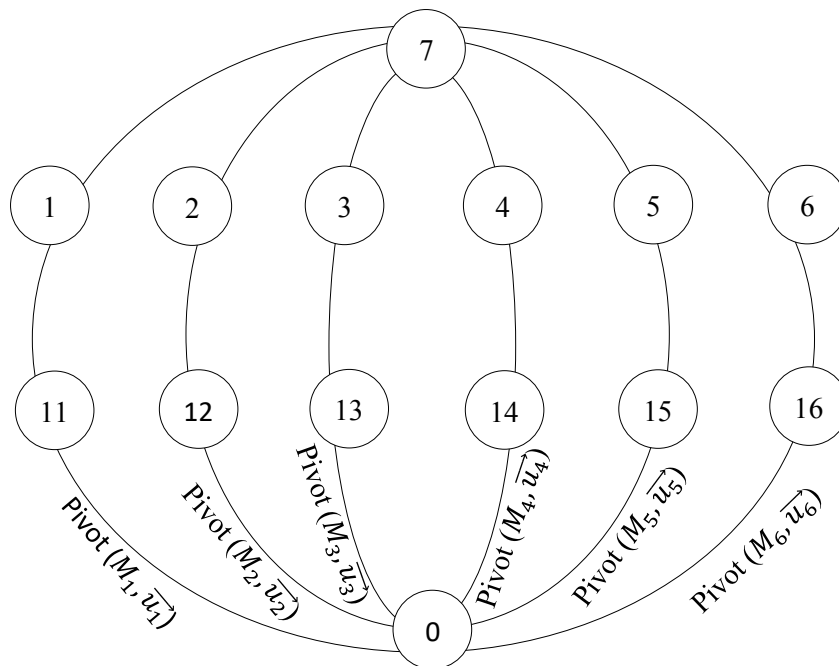 7
1
2
3
4
5
6
11
12
13
14
15
16
Pivot (M₁, u₁⃗)
Pivot (M₂, u₂⃗)
Pivot (M₃, u₃⃗)
Pivot (M₄, u₄⃗)
Pivot (M₅, u₅⃗)
Pivot (M₆, u₆⃗)
0